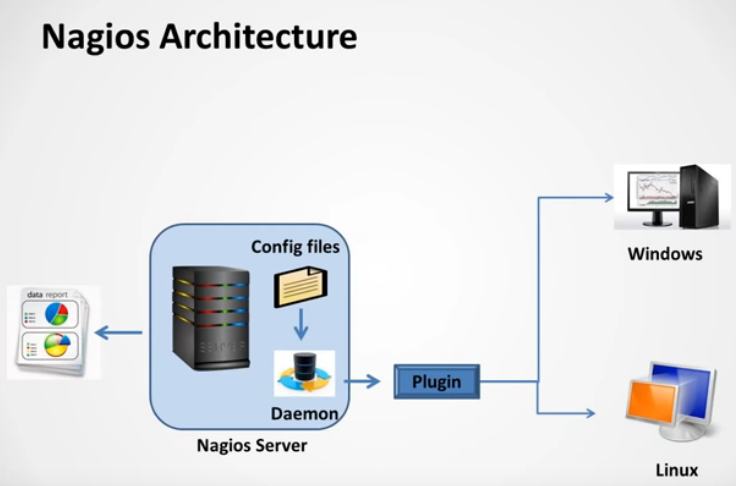 Nagios Architecture
Config files
data report
Windows
Plugin
Daemon
Nagios Server
Linux